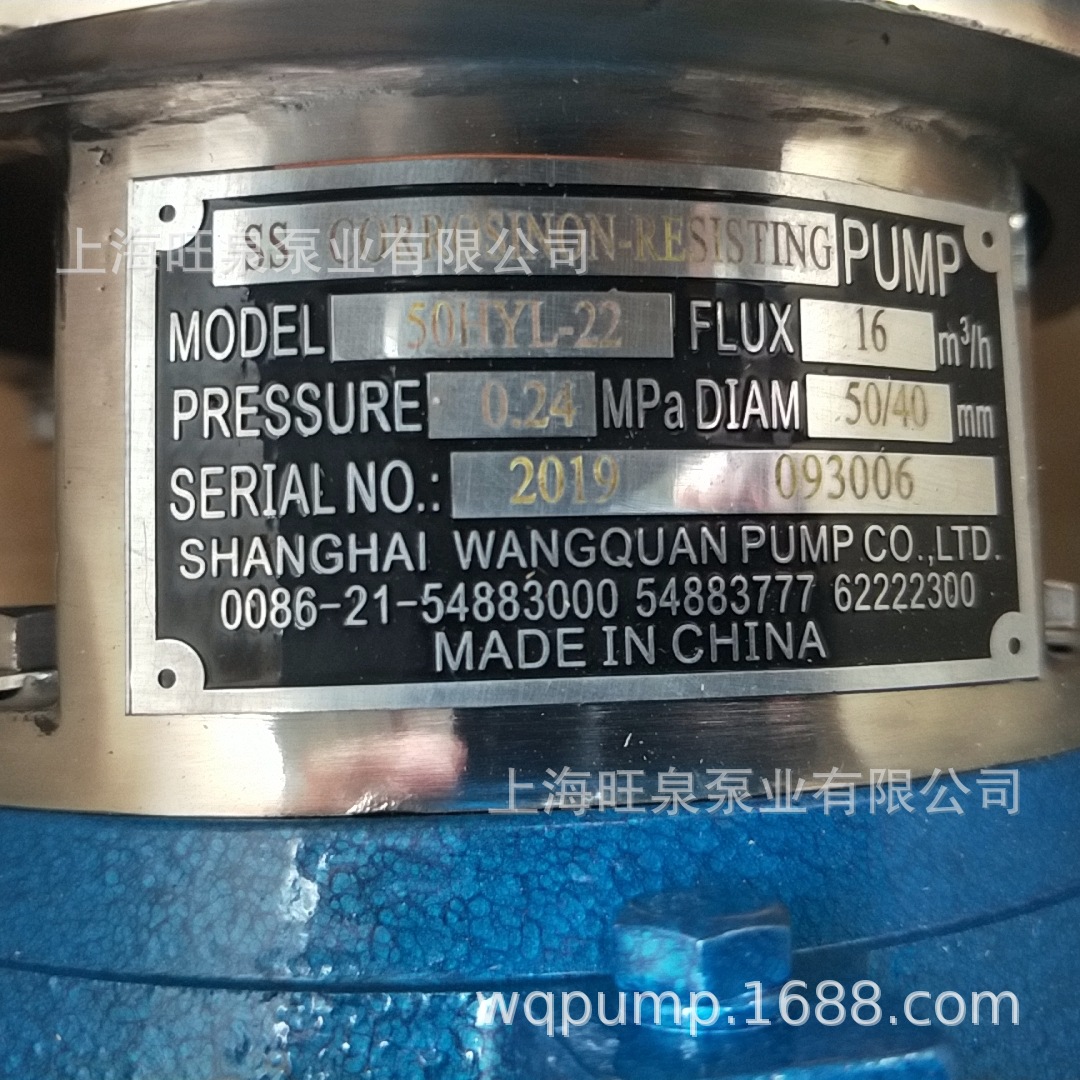 SS CORROSINON-RESISTING PUMP
上海旺泉泵业有限公司
MODEL 50HYL-22 FLUX 16 m³/h
PRESSURE 0.24 MPa DIAM 50/40 mm
SERIAL NO.: 2019 093006
SHANGHAI WANGQUAN PUMP CO.,LTD.
0086-21-54883000 54883777 62222300
MADE IN CHINA
上海旺泉泵业有限公司
wqpump.1688.com